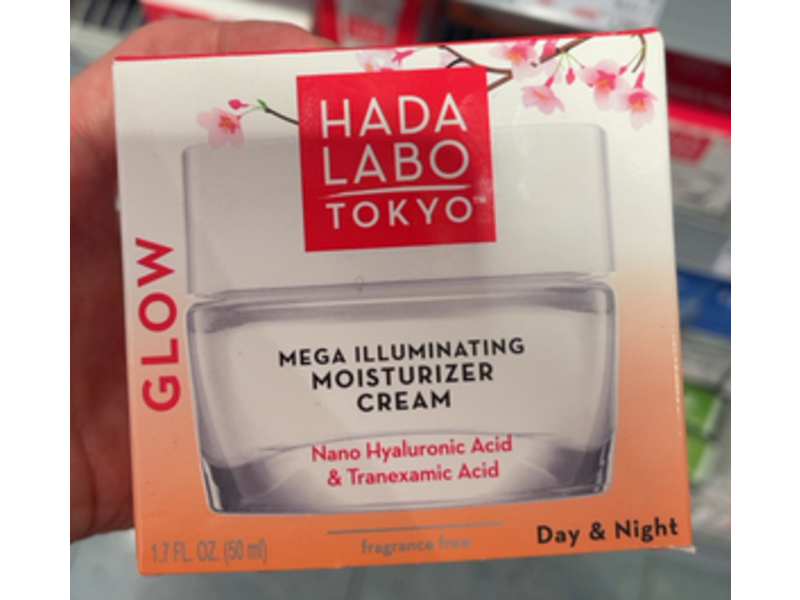 HADA
LABO
TOKYO™
GLOW
MEGA ILLUMINATING
MOISTURIZER
CREAM
Nano Hyaluronic Acid
& Tranexamic Acid
Day & Night
1.7 FL. OZ. (50 ml)
fragrance free